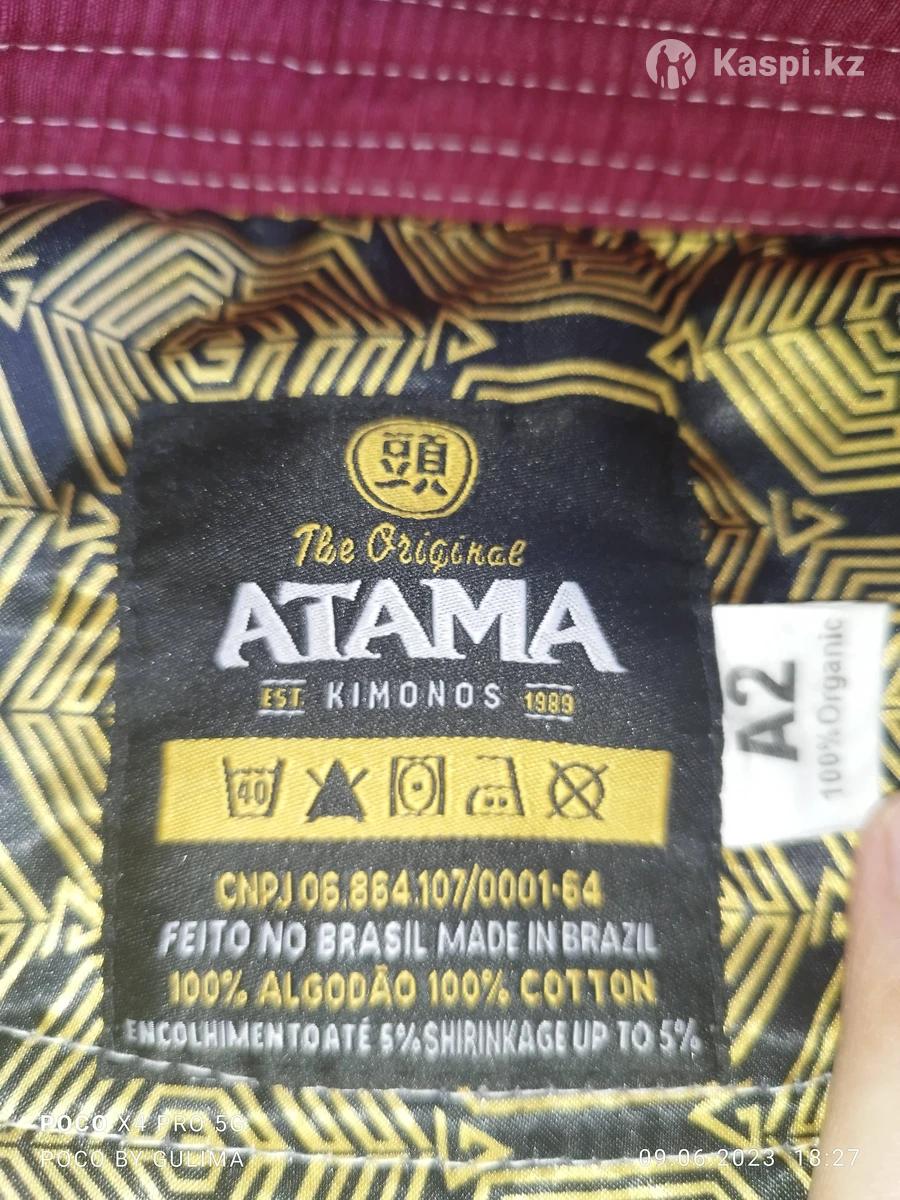 Kaspi.kz
頭
The Original
ATAMA
EST. KIMONOS 1989
40
CNPJ 06.864.107/0001-64
FEITO NO BRASIL MADE IN BRAZIL
100% ALGODÃO 100% COTTON
ENCOLHIMENTO ATÉ 5% SHIRINKAGE UP TO 5%
A2
100% Organic
POCO X4 PRO 5G
POCO BY GULIMA
09-06-2023 18:27